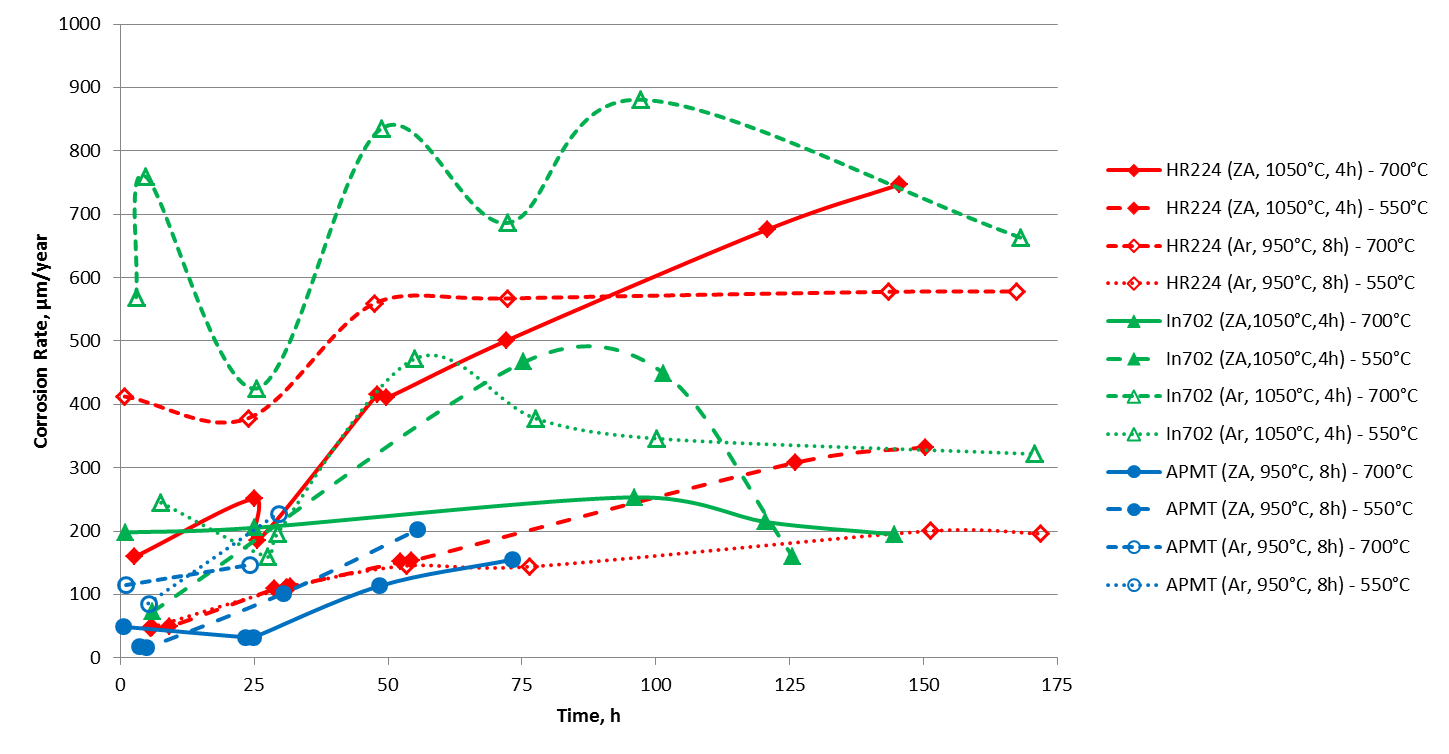 1000
900
800
700
600
500
400
300
200
100
0
Corrosion Rate, µm/year
0 25 50 75 100 125 150 175
Time, h
HR224 (ZA, 1050°C, 4h) - 700°C
HR224 (ZA, 1050°C, 4h) - 550°C
HR224 (Ar, 950°C, 8h) - 700°C
HR224 (Ar, 950°C, 8h) - 550°C
In702 (ZA,1050°C,4h) - 700°C
In702 (ZA,1050°C,4h) - 550°C
In702 (Ar, 1050°C, 4h) - 700°C
In702 (Ar, 1050°C, 4h) - 550°C
APMT (ZA, 950°C, 8h) - 700°C
APMT (ZA, 950°C, 8h) - 550°C
APMT (Ar, 950°C, 8h) - 700°C
APMT (Ar, 950°C, 8h) - 550°C